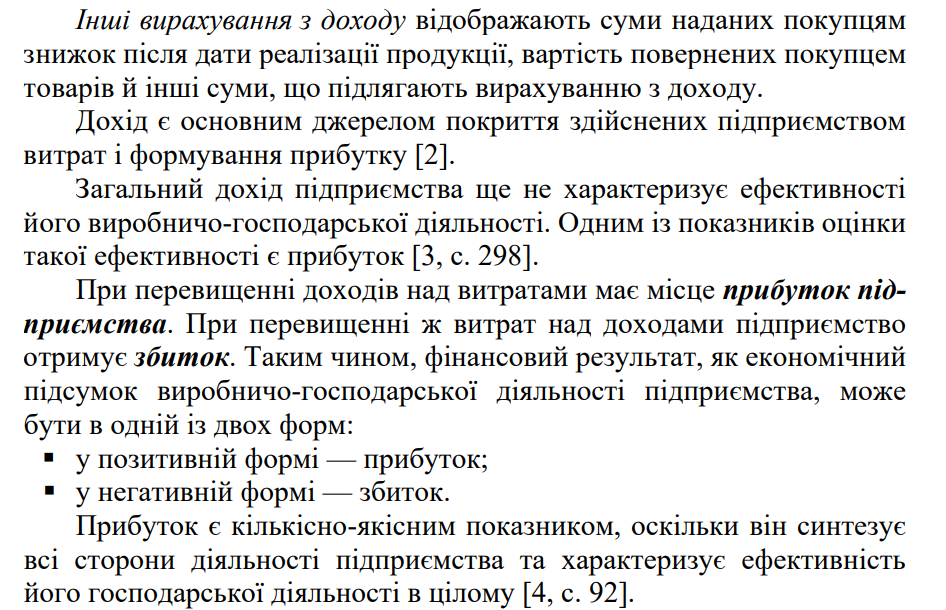 Інші вирахування з доходу відображають суми наданих покупцям
знижок після дати реалізації продукції, вартість повернених покупцем
товарів й інші суми, що підлягають вирахуванню з доходу.
Дохід є основним джерелом покриття здійснених підприємством
витрат і формування прибутку [2].
Загальний дохід підприємства ще не характеризує ефективності
його виробничо-господарської діяльності. Одним із показників оцінки
такої ефективності є прибуток [3, с. 298].
При перевищенні доходів над витратами має місце прибуток під-
приємства. При перевищенні ж витрат над доходами підприємство
отримує збиток. Таким чином, фінансовий результат, як економічний
підсумок виробничо-господарської діяльності підприємства, може
бути в одній із двох форм:
▪ у позитивній формі — прибуток;
▪ у негативній формі — збиток.
Прибуток є кількісно-якісним показником, оскільки він синтезує
всі сторони діяльності підприємства та характеризує ефективність
його господарської діяльності в цілому [4, с. 92].